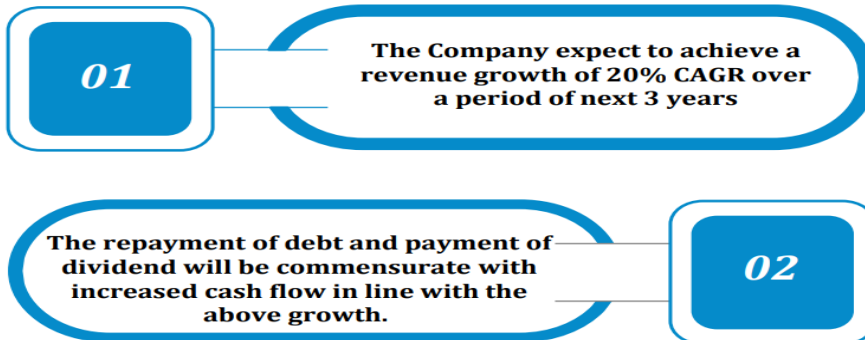 01
The Company expect to achieve a
revenue growth of 20% CAGR over
a period of next 3 years
The repayment of debt and payment of
dividend will be commensurate with
increased cash flow in line with the
above growth.
02